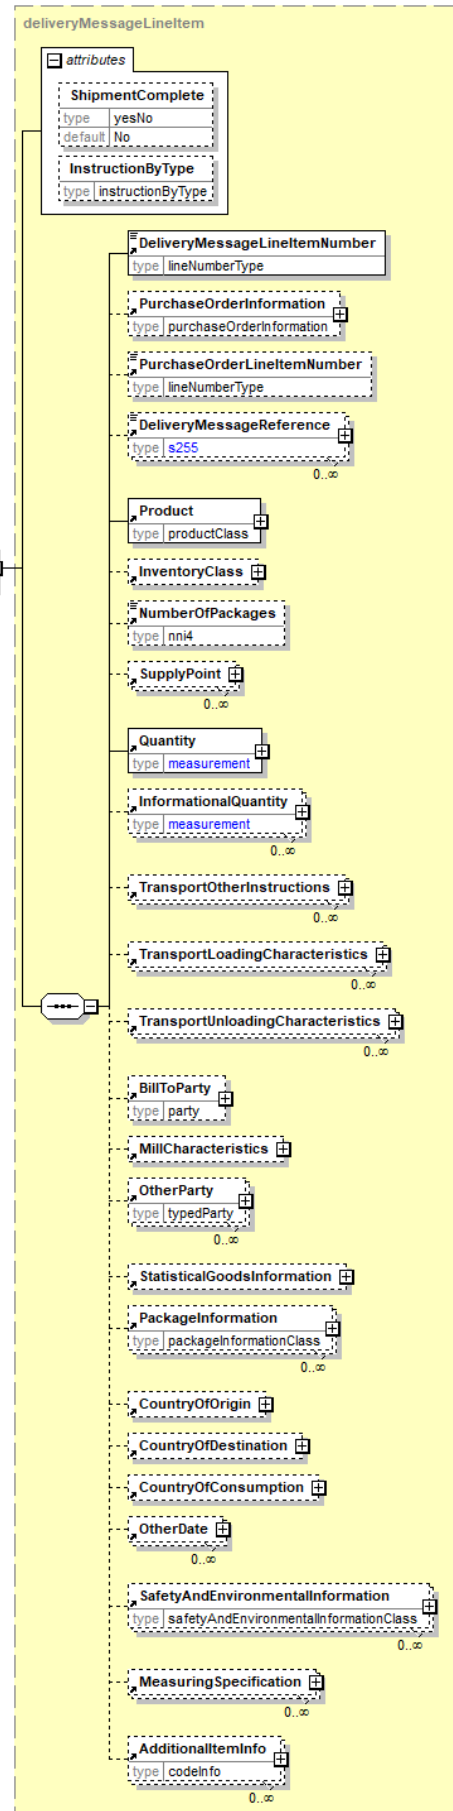 deliveryMessageLineItem
attributes
ShipmentComplete
type yesNo
default No
InstructionByType
type instructionByType
DeliveryMessageLineItemNumber
type lineNumberType
PurchaseOrderInformation
type purchaseOrderInformation
PurchaseOrderLineItemNumber
type lineNumberType
DeliveryMessageReference
type s255
0..∞
Product
type productClass
InventoryClass
NumberOfPackages
type nni4
SupplyPoint
0..∞
Quantity
type measurement
InformationalQuantity
type measurement
0..∞
TransportOtherInstructions
0..∞
TransportLoadingCharacteristics
0..∞
TransportUnloadingCharacteristics
0..∞
BillToParty
type party
MillCharacteristics
OtherParty
type typedParty
0..∞
StatisticalGoodsInformation
PackageInformation
type packageInformationClass
0..∞
CountryOfOrigin
CountryOfDestination
CountryOfConsumption
OtherDate
0..∞
SafetyAndEnvironmentalInformation
type safetyAndEnvironmentalInformationClass
0..∞
MeasuringSpecification
0..∞
AdditionalItemInfo
type codeInfo
0..∞